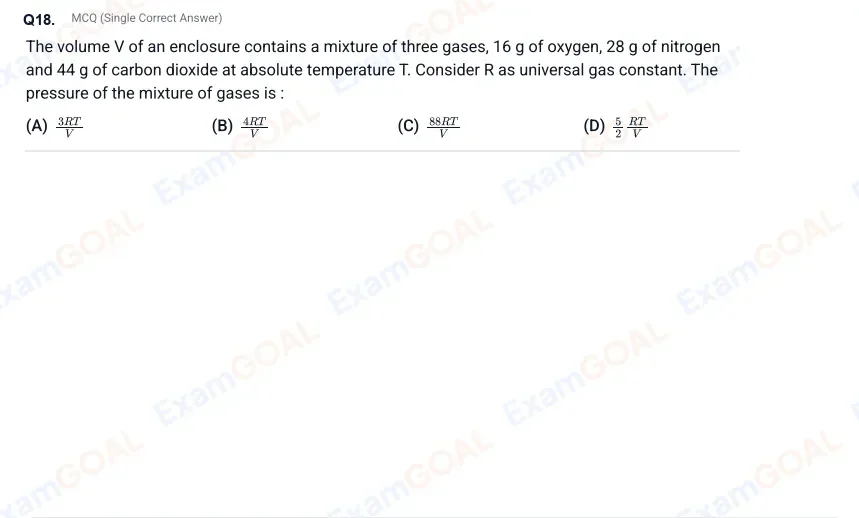 Q18. MCQ (Single Correct Answer)
The volume V of an enclosure contains a mixture of three gases, 16 g of oxygen, 28 g of nitrogen
and 44 g of carbon dioxide at absolute temperature T. Consider R as universal gas constant. The
pressure of the mixture of gases is :
(A) 3RT/V (B) 4RT/V (C) 88RT/V (D) 5/2 RT/V
ExamGOAL
ExamGOAL
ExamGOAL
ExamGOAL
ExamGOAL
ExamGOAL
ExamGOAL